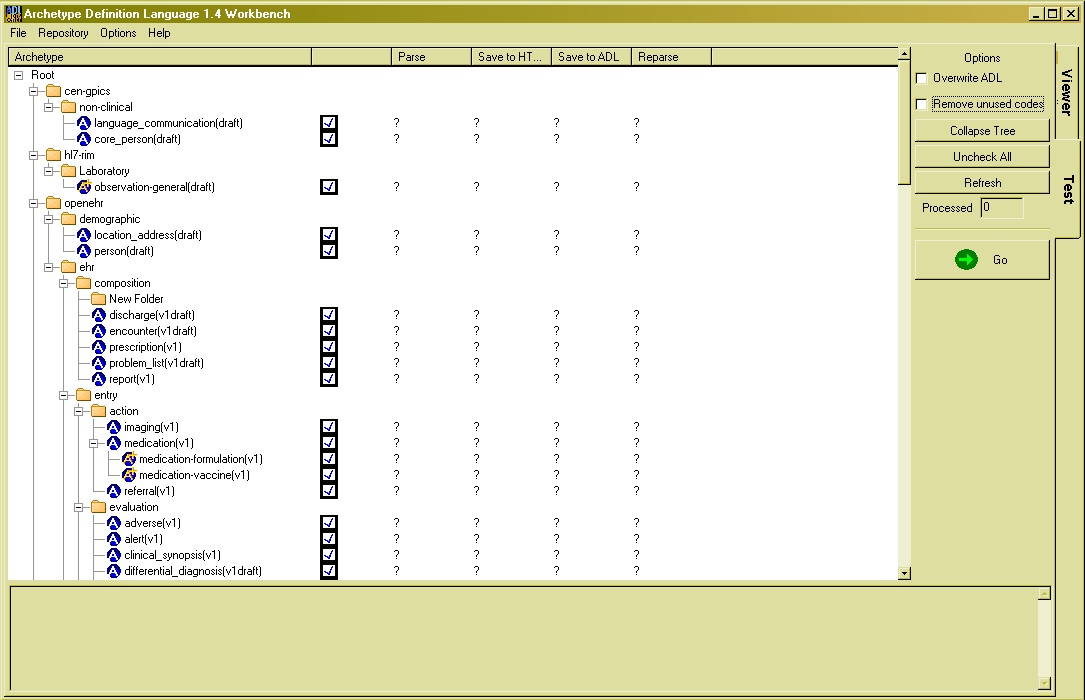 Archetype Definition Language 1.4 Workbench
File Repository Options Help
Archetype Parse Save to HT... Save to ADL Reparse
Root
cen-gpics
non-clinical
language_communication(draft) ? ? ? ?
core_person(draft) ? ? ? ?
hl7-rim
Laboratory
observation-general(draft) ? ? ? ?
openehr
demographic
location_address(draft) ? ? ? ?
person(draft) ? ? ? ?
ehr
composition
New Folder
discharge(v1draft) ? ? ? ?
encounter(v1draft) ? ? ? ?
prescription(v1) ? ? ? ?
problem_list(v1draft) ? ? ? ?
report(v1) ? ? ? ?
entry
action
imaging(v1) ? ? ? ?
medication(v1) ? ? ? ?
medication-formulation(v1) ? ? ? ?
medication-vaccine(v1) ? ? ? ?
referral(v1) ? ? ? ?
evaluation
adverse(v1) ? ? ? ?
alert(v1) ? ? ? ?
clinical_synopsis(v1) ? ? ? ?
differential_diagnosis(v1draft) ? ? ? ?
Options
Overwrite ADL
Remove unused codes
Collapse Tree
Uncheck All
Refresh
Processed 0
Go
Viewer
Test